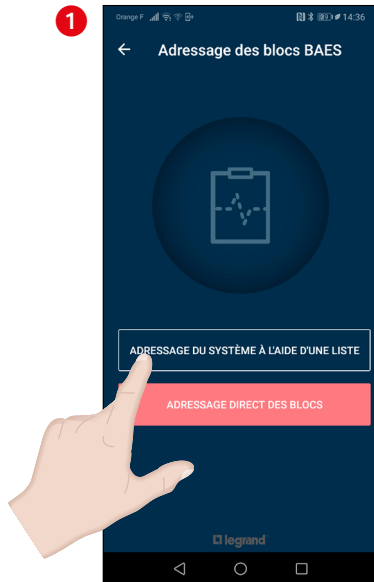 1
Orange F 14:36
Adressage des blocs BAES
ADRESSAGE DU SYSTÈME À L'AIDE D'UNE LISTE
ADRESSAGE DIRECT DES BLOCS
legrand